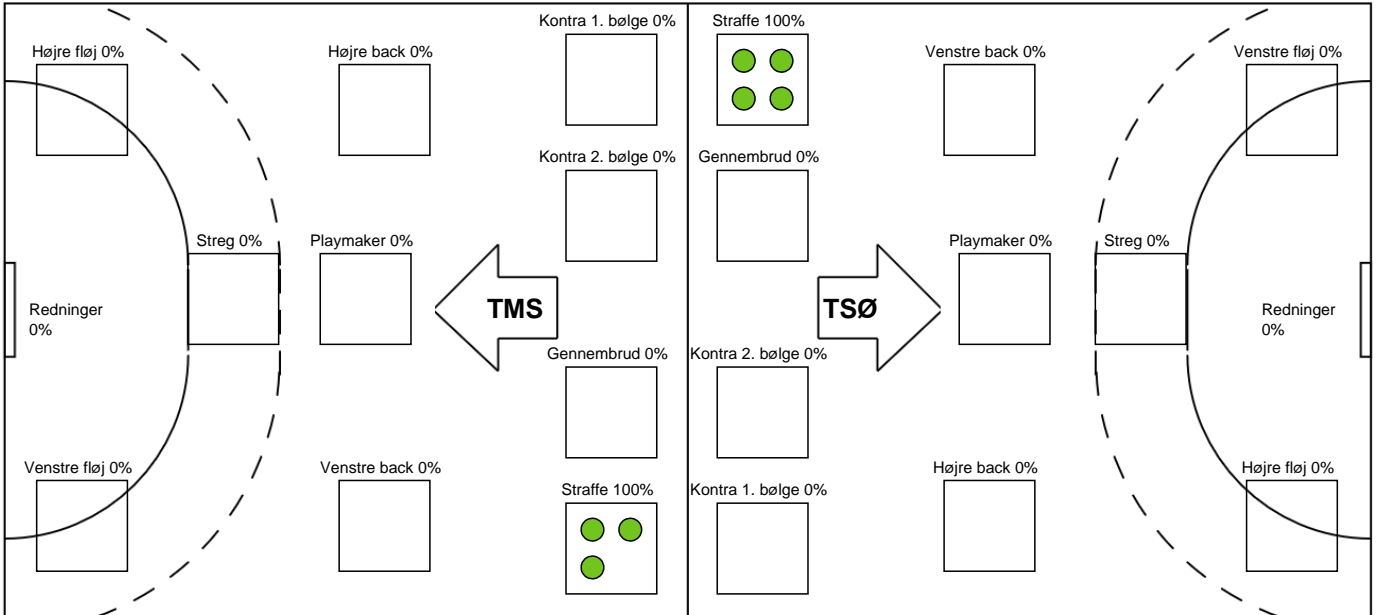 Kontra 1. bølge 0%
Straffe 100%
Højre fløj 0%
Højre back 0%
Venstre back 0%
Venstre fløj 0%
Kontra 2. bølge 0%
Gennembrud 0%
Streg 0%
Playmaker 0%
Playmaker 0%
Streg 0%
Redninger
0%
TMS
TSØ
Redninger
0%
Gennembrud 0%
Kontra 2. bølge 0%
Venstre fløj 0%
Venstre back 0%
Højre back 0%
Højre fløj 0%
Straffe 100%
Kontra 1. bølge 0%